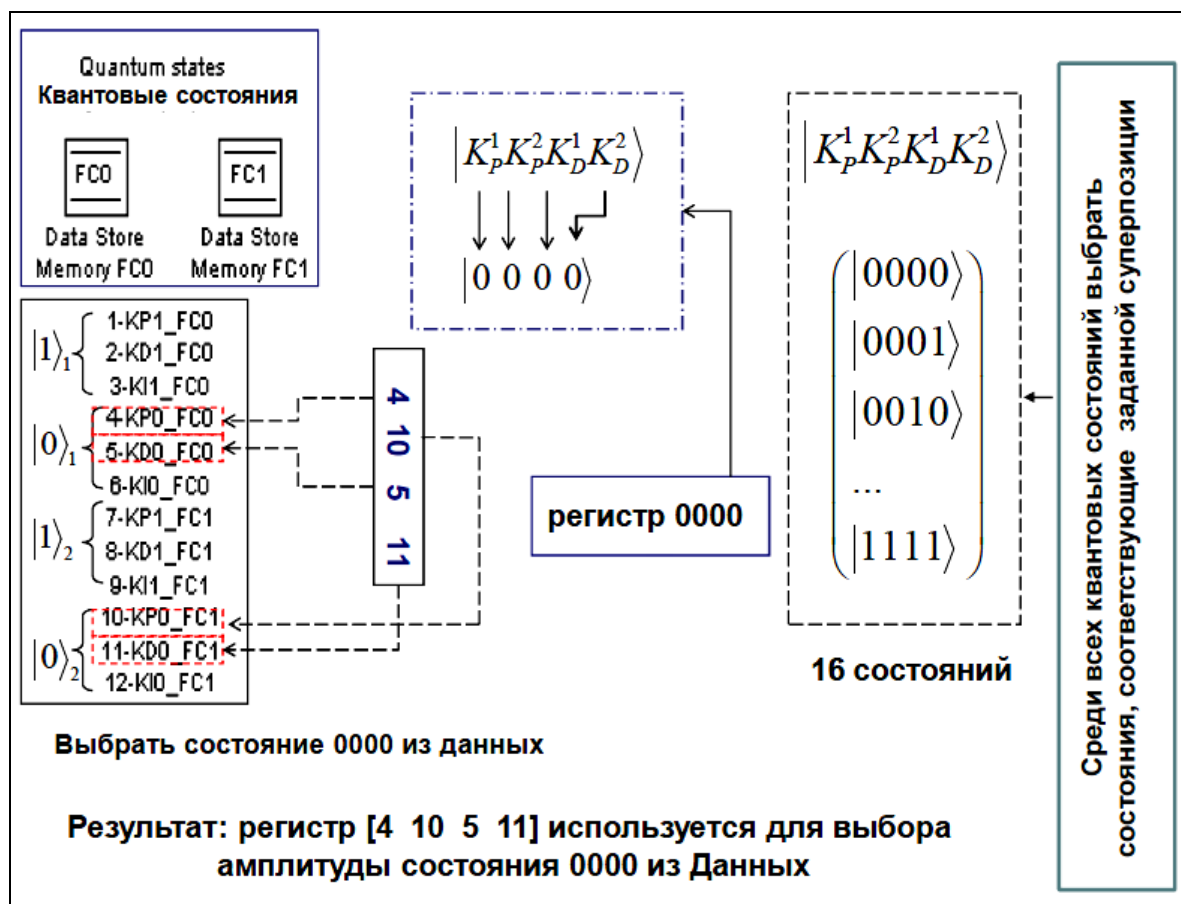 Quantum states
Квантовые состояния
FC0
FC1
Data Store
Memory FC0
Data Store
Memory FC1
|K_P^1 K_P^2 K_D^1 K_D^2⟩
|0 0 0 0⟩
|K_P^1 K_P^2 K_D^1 K_D^2⟩
|0000⟩
|0001⟩
|0010⟩
...
|1111⟩
16 состояний
Среди всех квантовых состояний выбрать
состояния, соответствующие заданной суперпозиции
|1⟩₁
1-KP1_FC0
2-KD1_FC0
3-KI1_FC0
|0⟩₁
4-KP0_FC0
5-KD0_FC0
6-KI0_FC0
|1⟩₂
7-KP1_FC1
8-KD1_FC1
9-KI1_FC1
|0⟩₂
10-KP0_FC1
11-KD0_FC1
12-KI0_FC1
4 10 5 11
регистр 0000
Выбрать состояние 0000 из данных
Результат: регистр [4 10 5 11] используется для выбора
амплитуды состояния 0000 из Данных